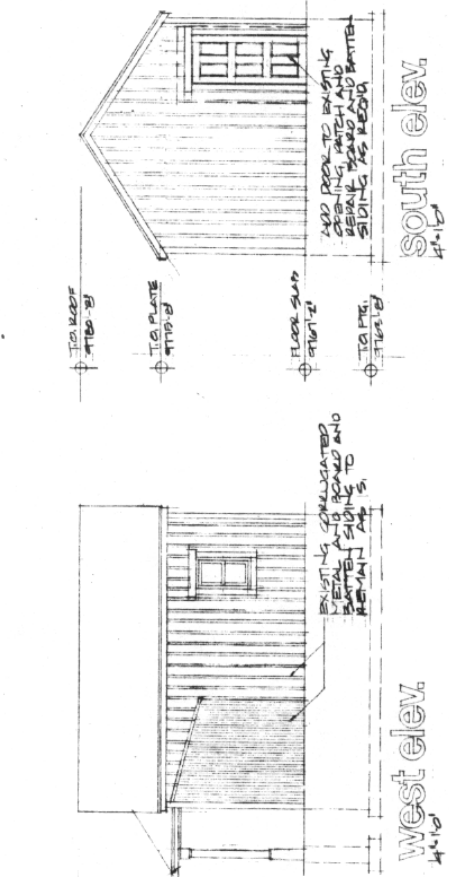 T.O. ROOF
T.O. PLATE
FLOOR SLAB
T.O. FTG.
ADD DOOR TO EXISTING
OPENING, PATCH AND
REPAIR BOARD AND BATTEN
SIDING AS REQ'D.
south elev.
EXISTING CORRUGATED
METAL AND BOARD AND
BATTEN SIDING TO
REMAIN AS IS.
west elev.